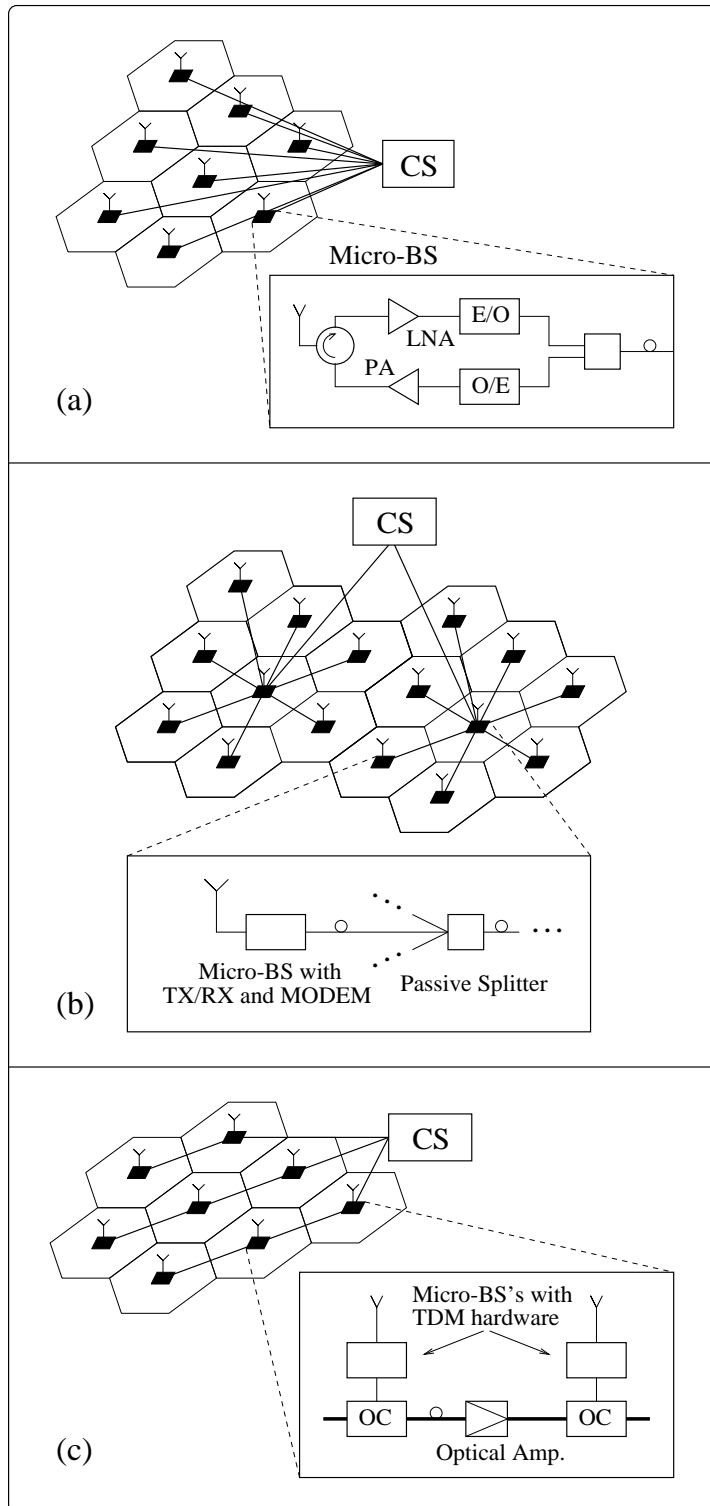 CS
Micro-BS
E/O
LNA
PA
O/E
(a)
CS
Micro-BS with
TX/RX and MODEM
Passive Splitter
(b)
CS
Micro-BS's with
TDM hardware
OC
OC
Optical Amp.
(c)